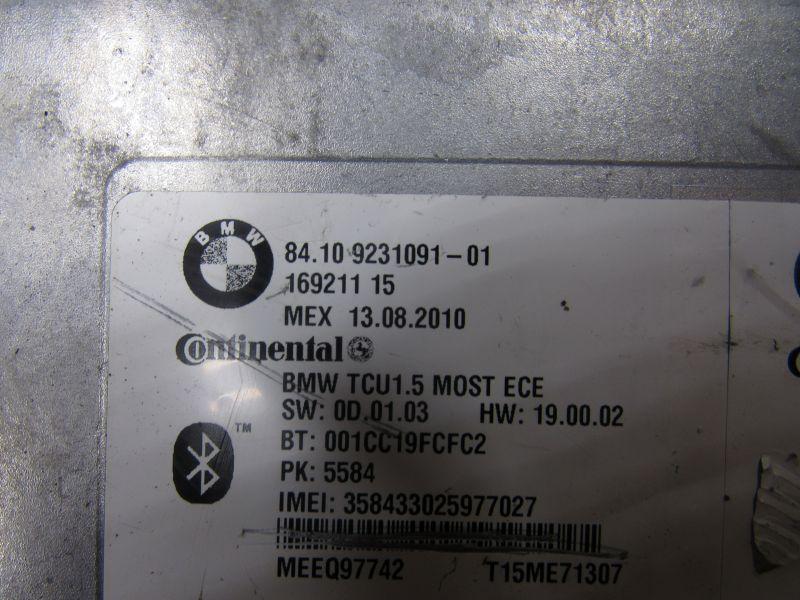 BMW
84.10 9231091-01
169211 15
MEX 13.08.2010
Continental
BMW TCU1.5 MOST ECE
SW: 0D.01.03 HW: 19.00.02
TM
BT: 001CC19FCFC2
PK: 5584
IMEI: 358433025977027
MEEQ97742 T15ME71307